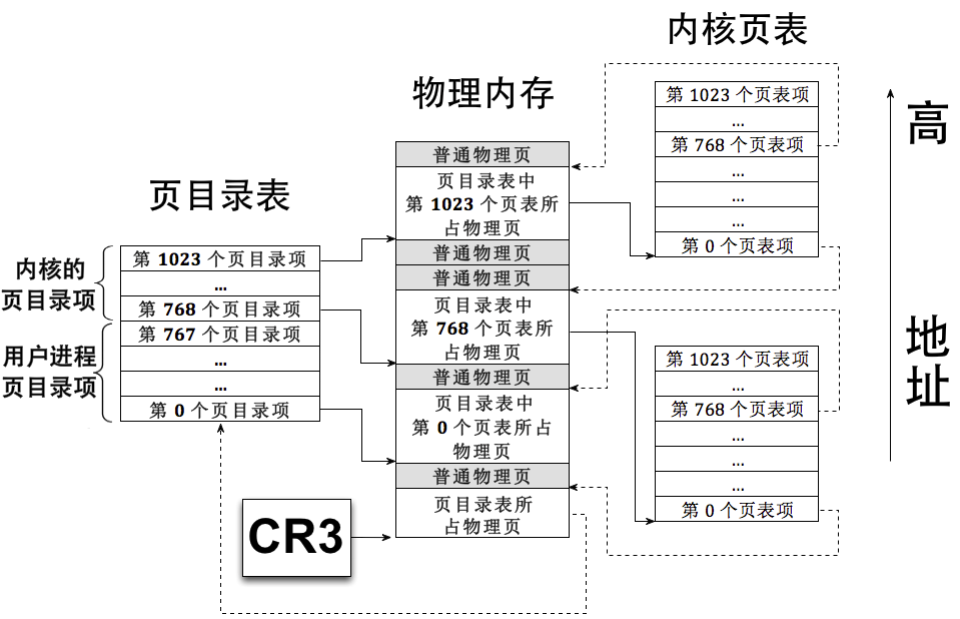 内核页表
物理内存
页目录表
高
地
址
内核的
页目录项
用户进程
页目录项
第 1023 个页目录项
...
第 768 个页目录项
第 767 个页目录项
...
...
第 0 个页目录项
CR3
普通物理页
页目录表中
第 1023 个页表所
占物理页
普通物理页
普通物理页
页目录表中
第 768 个页表所
占物理页
普通物理页
页目录表中
第 0 个页表所占
物理页
普通物理页
页目录表所
占物理页
第 1023 个页表项
...
第 768 个页表项
...
...
...
第 0 个页表项
第 1023 个页表项
...
第 768 个页表项
...
...
...
第 0 个页表项